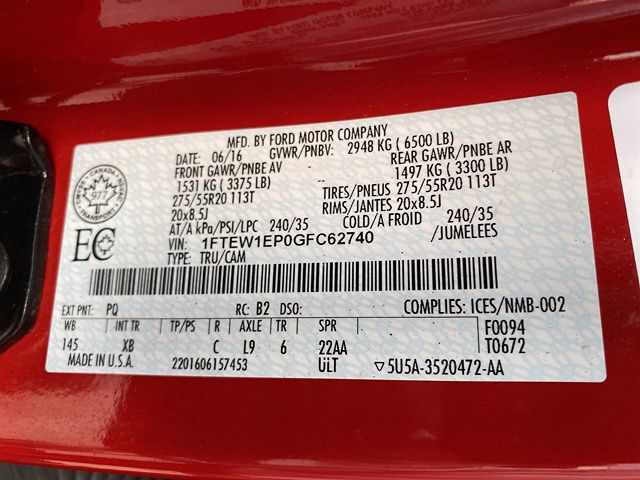 MFD. BY FORD MOTOR COMPANY
DATE: 06/16 GVWR/PNBV: 2948 KG ( 6500 LB)
FRONT GAWR/PNBE AV REAR GAWR/PNBE AR
1531 KG ( 3375 LB) 1497 KG ( 3300 LB)
275/55R20 113T TIRES/PNEUS 275/55R20 113T
20x8.5J RIMS/JANTES 20x8.5J
AT/A kPa/PSI/LPC 240/35 COLD/A FROID 240/35
VIN: 1FTEW1EP0GFC62740 /JUMELEES
TYPE: TRU/CAM
CANADA
97
TRANSPORT
EC
EXT PNT: PQ RC: B2 DSO: COMPLIES: ICES/NMB-002
WB INT TR TP/PS R AXLE TR SPR F0094
145 XB C L9 6 22AA T0672
MADE IN U.S.A. 2201606157453 ULT ▽5U5A-3520472-AA